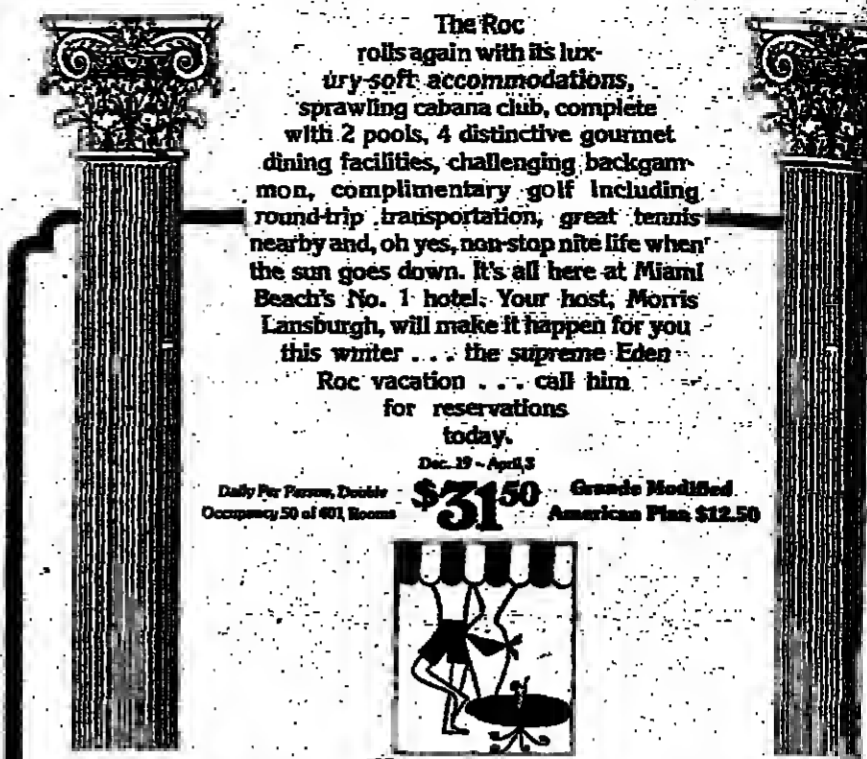 The Roc
rolls again with its lux-
ury-soft accommodations,
sprawling cabana club, complete
with 2 pools, 4 distinctive gourmet
dining facilities, challenging backgam-
mon, complimentary golf including
round-trip transportation, great tennis
nearby and, oh yes, non-stop nite life when
the sun goes down. It's all here at Miami
Beach's No. 1 hotel. Your host, Morris
Lansburgh, will make it happen for you
this winter . . . the supreme Eden
Roc vacation . . . call him
for reservations
today.
Dec. 19 - April 3
Daily Per Person, Double
Occupancy 50 of 601 Rooms
$3150
Grande Modified
American Plan $12.50